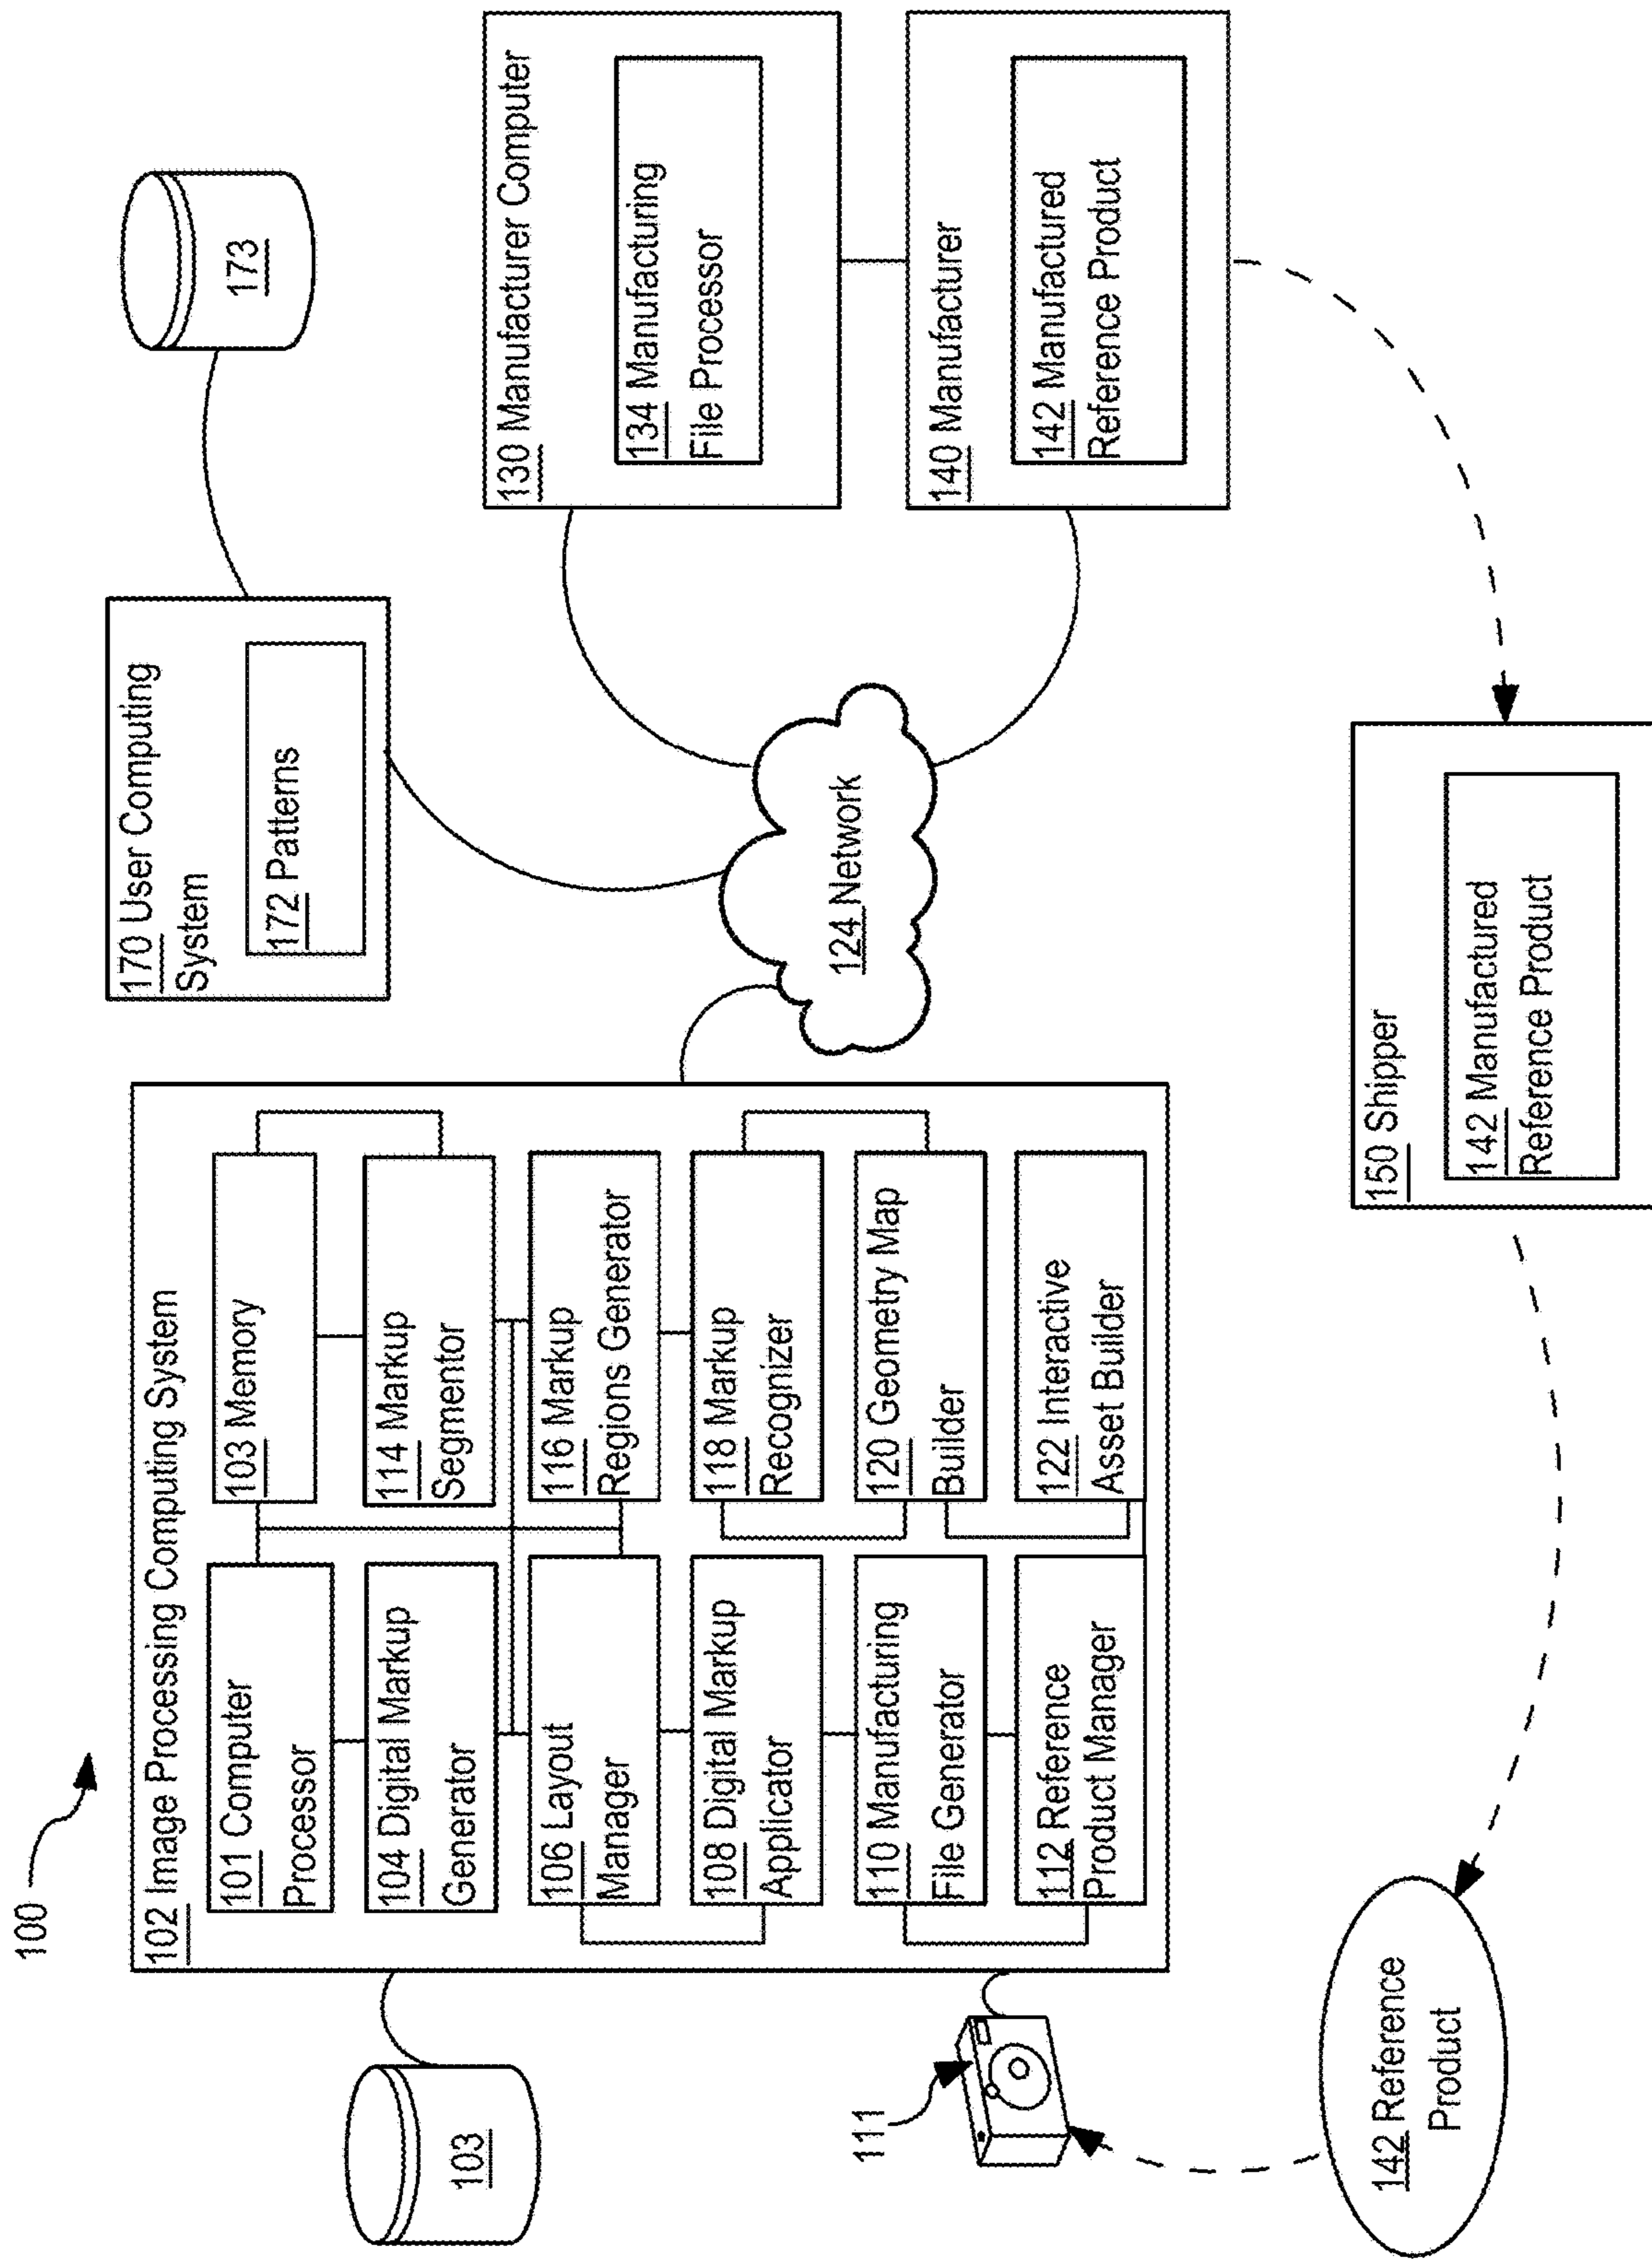 100
102 Image Processing Computing System
101 Computer
Processor
103 Memory
104 Digital Markup
Generator
114 Markup
Segmentor
106 Layout
Manager
116 Markup
Regions Generator
108 Digital Markup
Applicator
118 Markup
Recognizer
110 Manufacturing
File Generator
120 Geometry Map
Builder
112 Reference
Product Manager
122 Interactive
Asset Builder
103
111
124 Network
170 User Computing
System
172 Patterns
173
130 Manufacturer Computer
134 Manufacturing
File Processor
140 Manufacturer
142 Manufactured
Reference Product
150 Shipper
142 Manufactured
Reference Product
142 Reference
Product